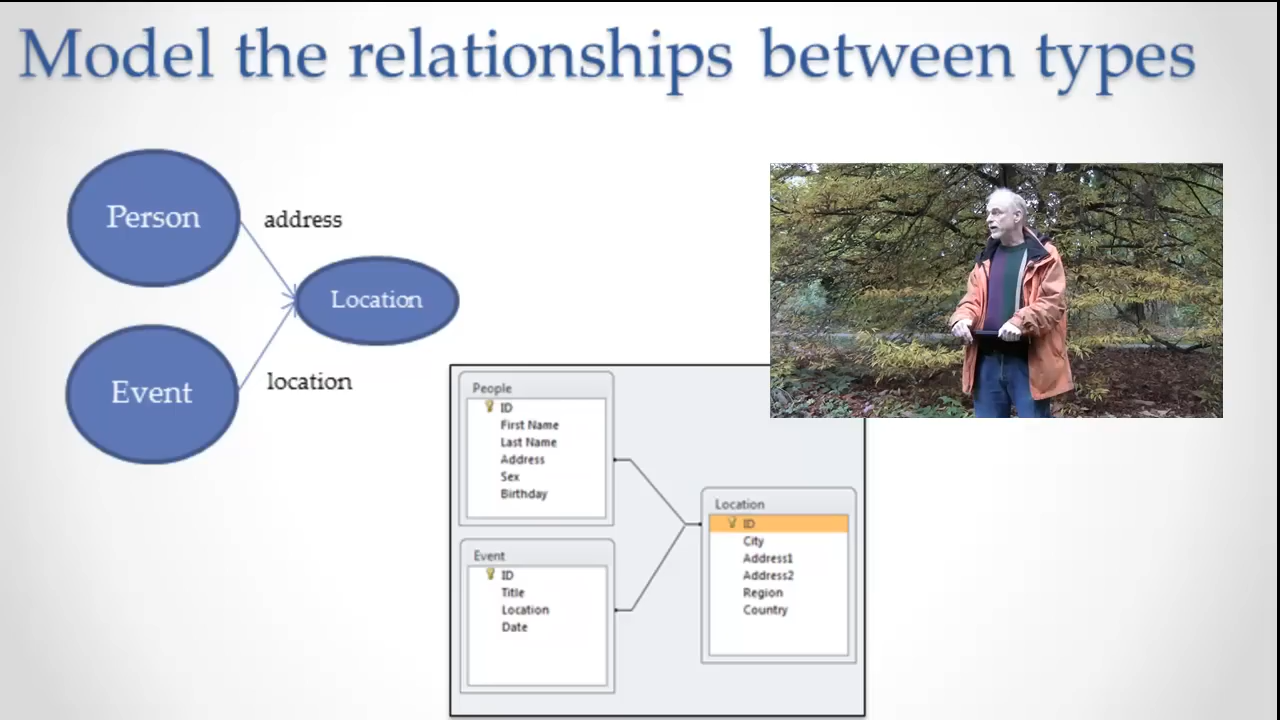 Model the relationships between types
Person
address
Location
Event
location
People
ID
First Name
Last Name
Address
Sex
Birthday
Event
ID
Title
Location
Date
Location
ID
City
Address1
Address2
Region
Country